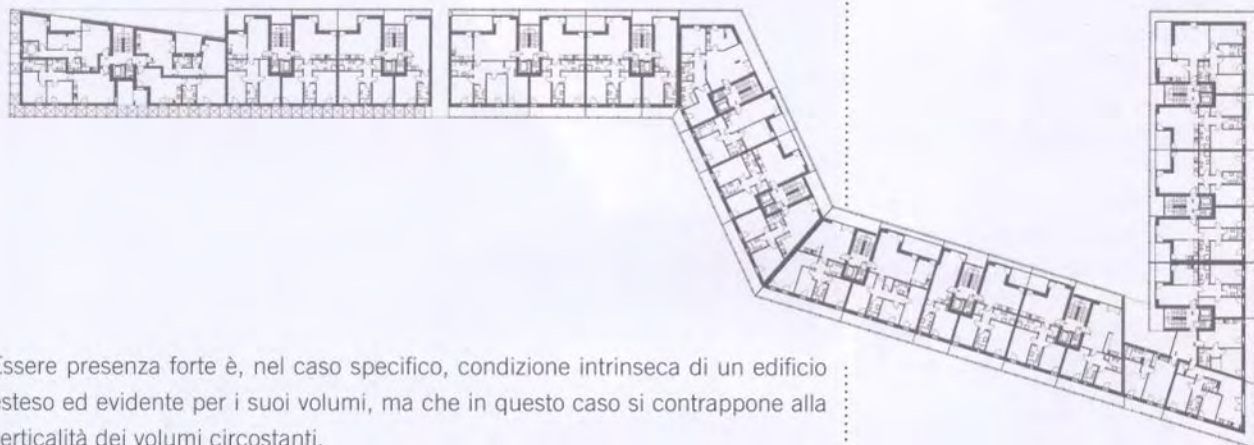 Essere presenza forte è, nel caso specifico, condizione intrinseca di un edificio
esteso ed evidente per i suoi volumi, ma che in questo caso si contrappone alla
verticalità dei volumi circostanti.